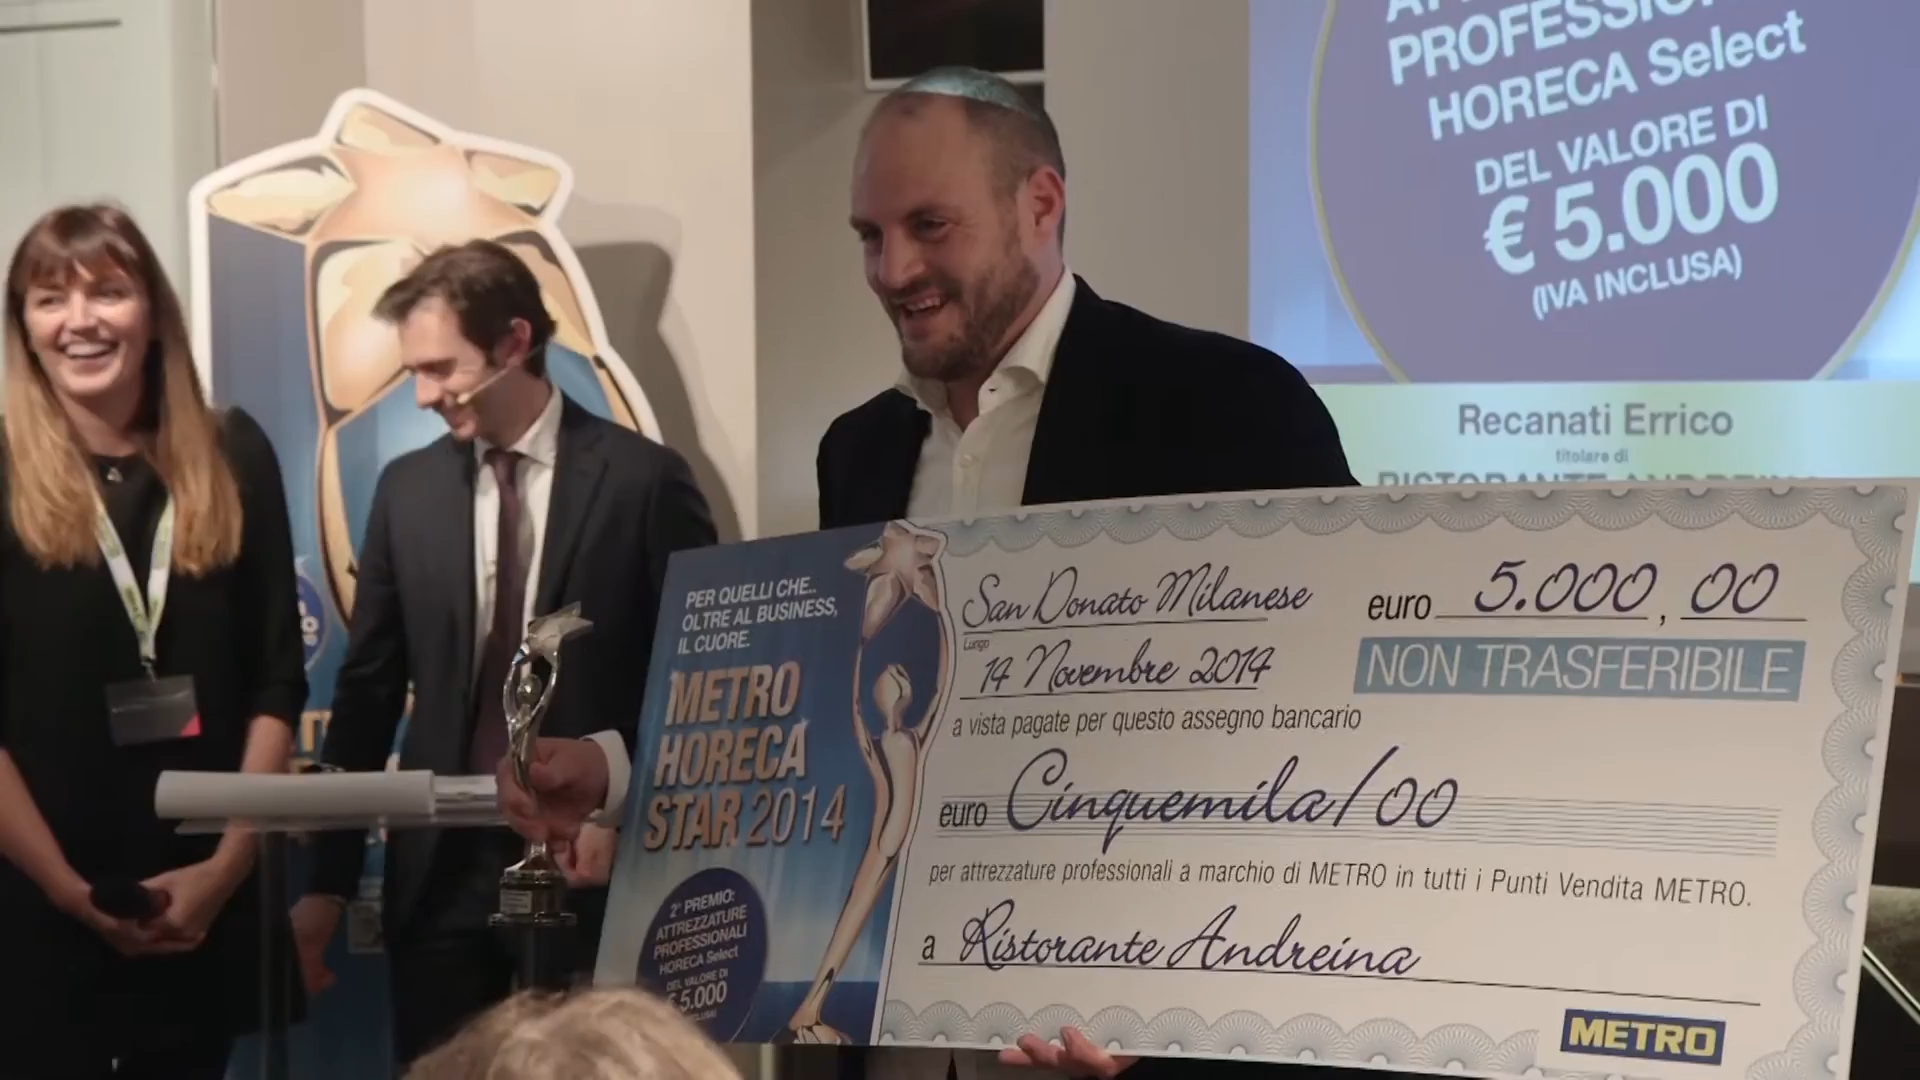 PROFESSIO
HORECA Select
DEL VALORE DI
€ 5.000
(IVA INCLUSA)
Recanati Errico
titolare di
RISTORANTE ANDREINA
PER QUELLI CHE..
OLTRE AL BUSINESS,
IL CUORE.
METRO
HORECA
STAR 2014
2° PREMIO:
ATTREZZATURE
PROFESSIONALI
HORECA Select
DEL VALORE DI
€ 5.000
San Donato Milanese
Luogo
14 Novembre 2014
euro 5.000, 00
NON TRASFERIBILE
a vista pagate per questo assegno bancario
euro Cinquemila/00
per attrezzature professionali a marchio di METRO in tutti i Punti Vendita METRO.
a Ristorante Andreina
METRO